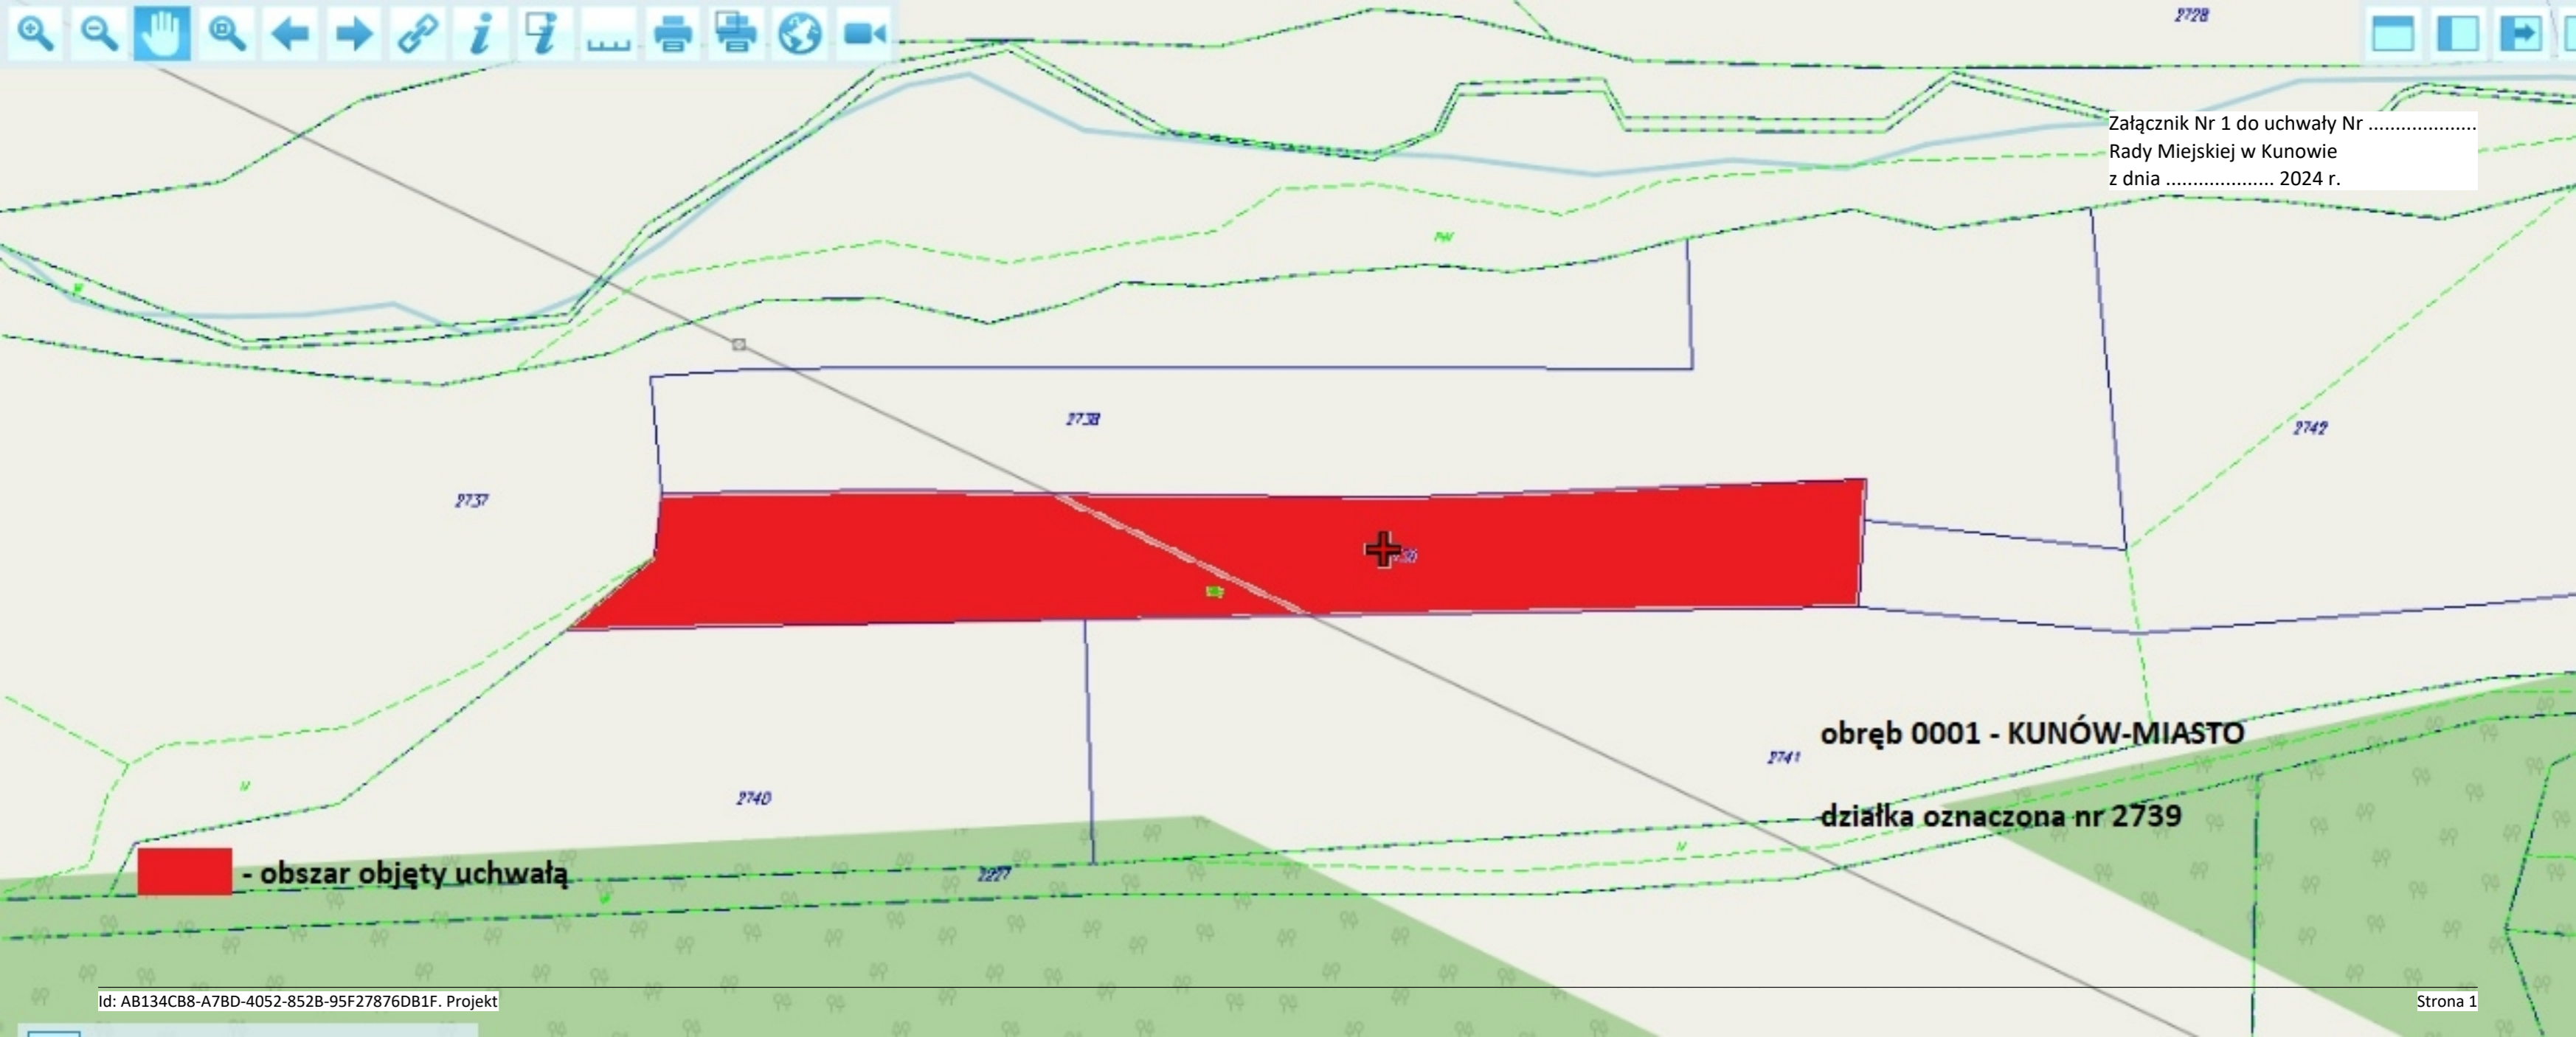 2728
Załącznik Nr 1 do uchwały Nr ....................
Rady Miejskiej w Kunowie
z dnia .................... 2024 r.
2738
2742
2737
obręb 0001 - KUNÓW-MIASTO
2741
2740
działka oznaczona nr 2739
- obszar objęty uchwałą
2227
Id: AB134CB8-A7BD-4052-852B-95F27876DB1F. Projekt
Strona 1